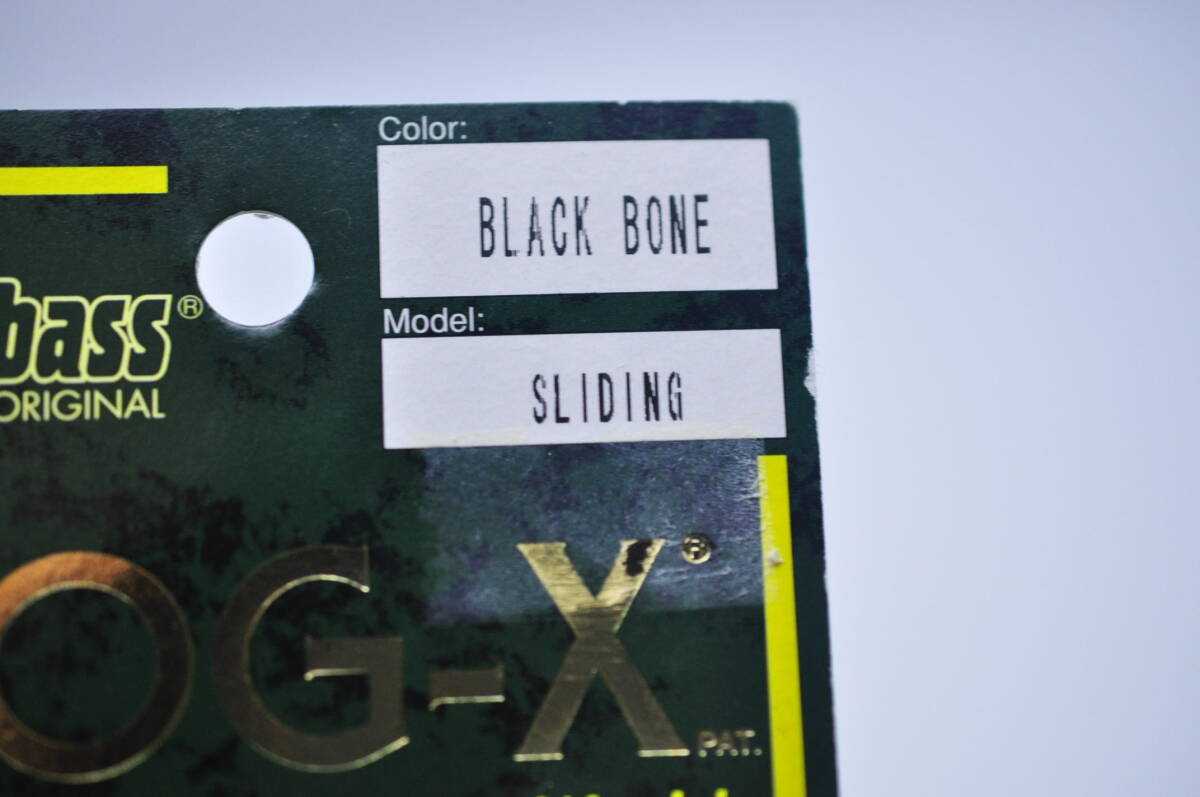 Color:
BLACK BONE
bass®
ORIGINAL
Model:
SLIDING
OG-X®
PAT.